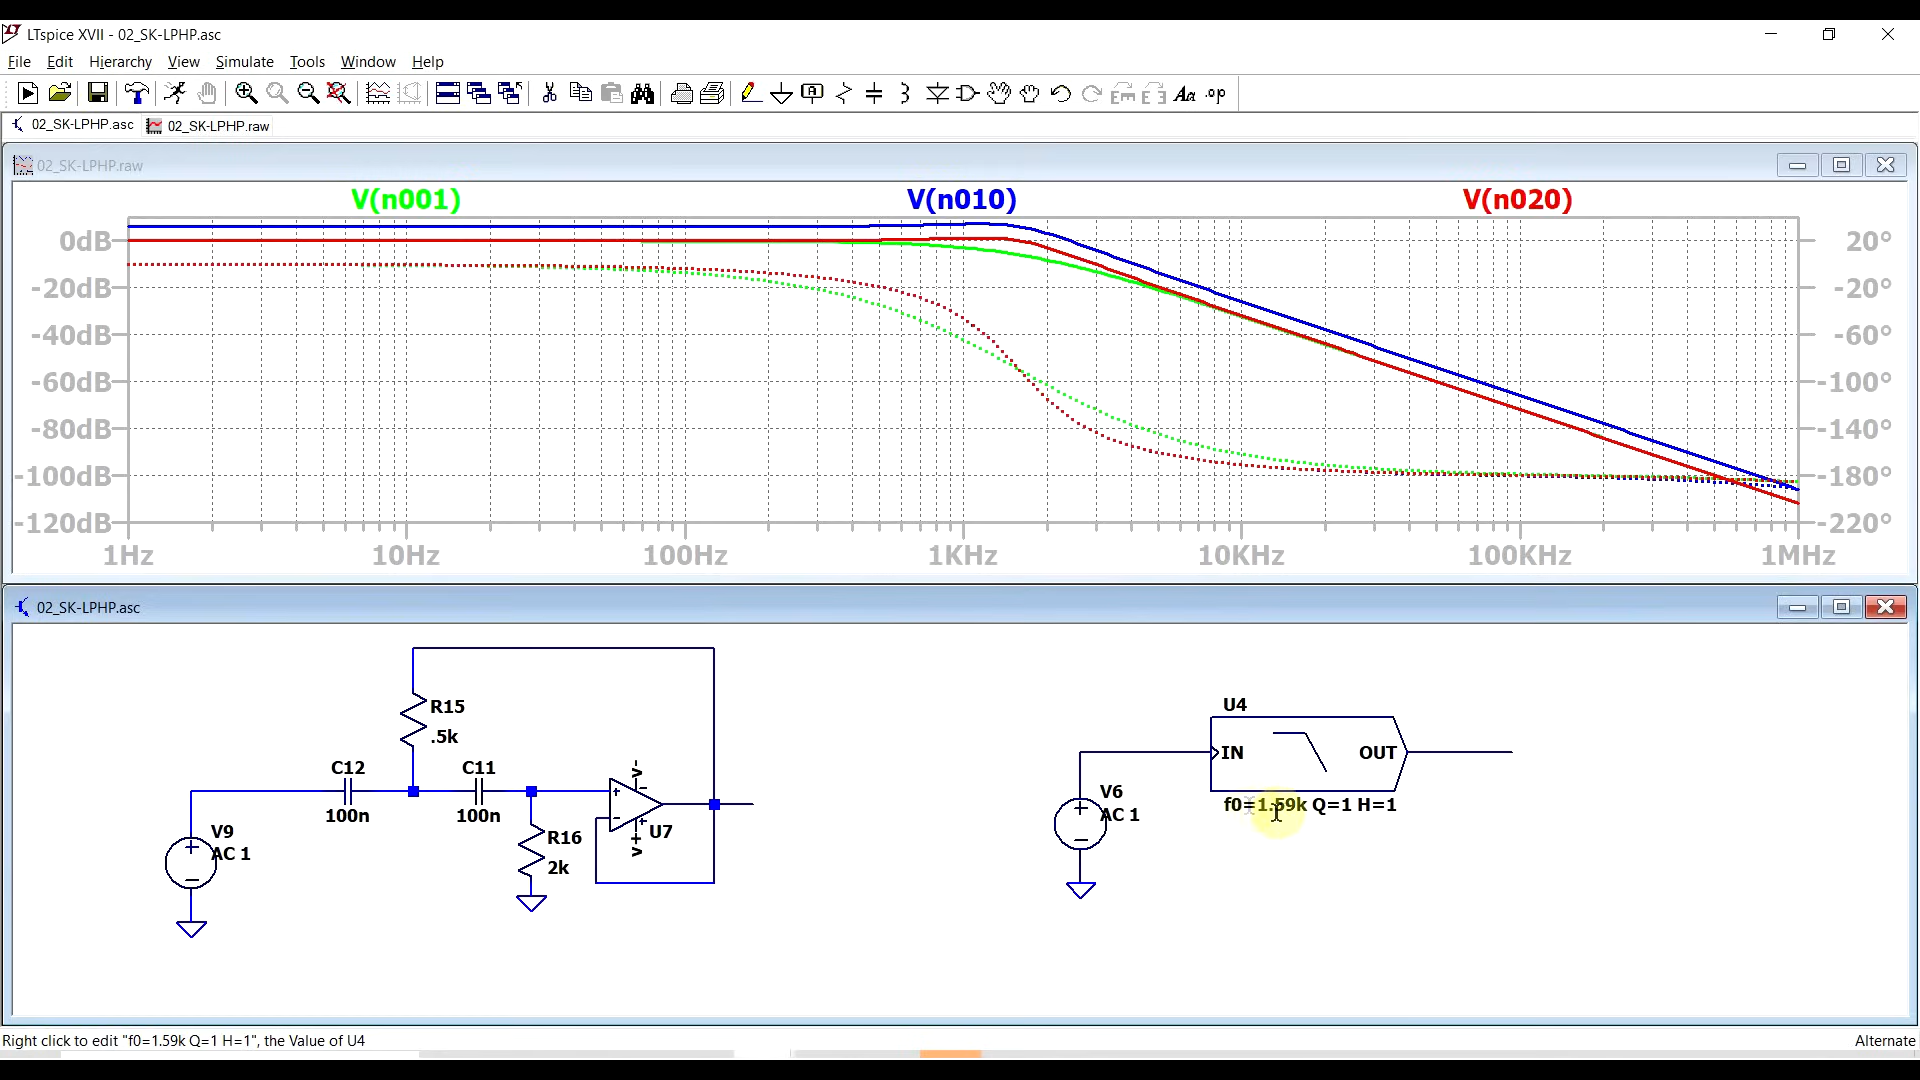 LTspice XVII - 02_SK-LPHP.asc
File Edit Hierarchy View Simulate Tools Window Help
02_SK-LPHP.asc 02_SK-LPHP.raw
02_SK-LPHP.raw
V(n001) V(n010) V(n020)
0dB 20°
-20dB -20°
-40dB -60°
-60dB -100°
-80dB -140°
-100dB -180°
-120dB -220°
1Hz 10Hz 100Hz 1KHz 10KHz 100KHz 1MHz
02_SK-LPHP.asc
R15
.5k
C12
100n
C11
100n
V9
AC 1
R16
2k
U7
V-
V+
U4
IN OUT
f0=1.59k Q=1 H=1
V6
AC 1
Right click to edit "f0=1.59k Q=1 H=1", the Value of U4 Alternate